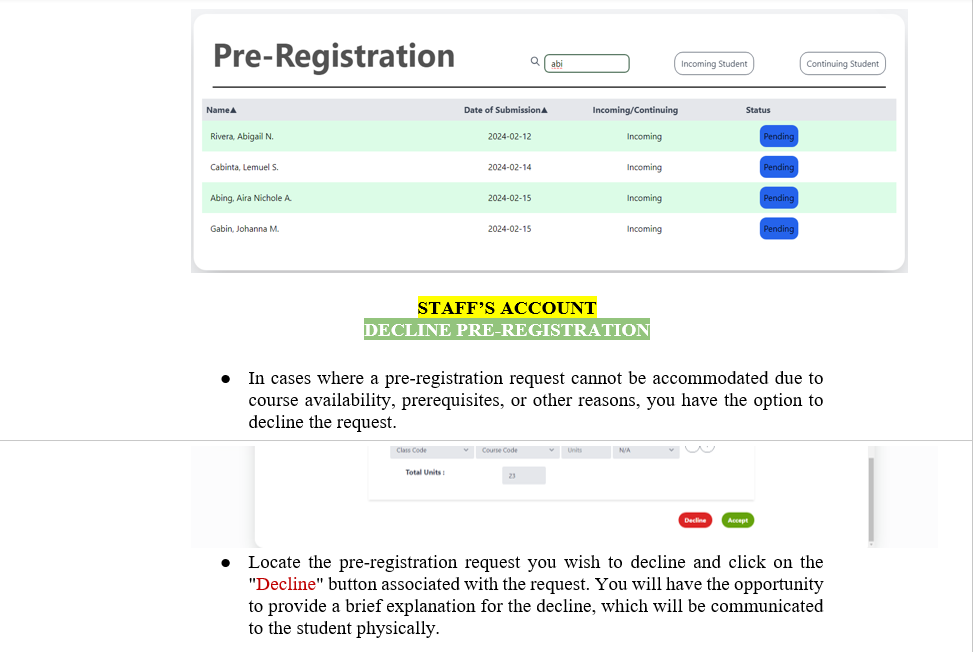 Pre-Registration
abi
Incoming Student
Continuing Student
Name▲ Date of Submission▲ Incoming/Continuing Status
Rivera, Abigail N. 2024-02-12 Incoming Pending
Cabinta, Lemuel S. 2024-02-14 Incoming Pending
Abing, Aira Nichole A. 2024-02-15 Incoming Pending
Gabin, Johanna M. 2024-02-15 Incoming Pending
STAFF’S ACCOUNT
DECLINE PRE-REGISTRATION
● In cases where a pre-registration request cannot be accommodated due to
course availability, prerequisites, or other reasons, you have the option to
decline the request.
Class Code Course Code Units N/A
Total Units : 23
Decline Accept
● Locate the pre-registration request you wish to decline and click on the
"Decline" button associated with the request. You will have the opportunity
to provide a brief explanation for the decline, which will be communicated
to the student physically.